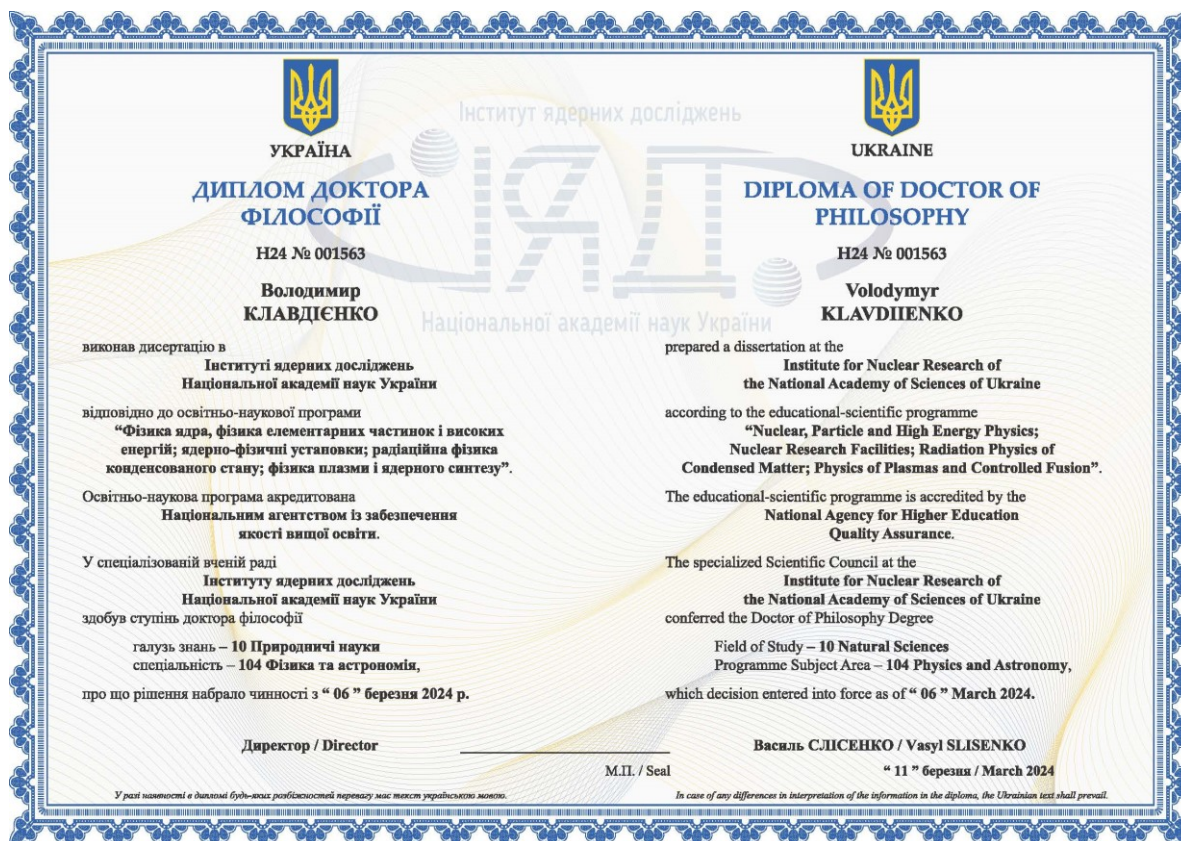 Інститут ядерних досліджень
ІЯД
Національної академії наук України
УКРАЇНА
ДИПЛОМ ДОКТОРА
ФІЛОСОФІЇ
H24 № 001563
Володимир
КЛАВДІЄНКО
виконав дисертацію в
Інституті ядерних досліджень
Національної академії наук України
відповідно до освітньо-наукової програми
“Фізика ядра, фізика елементарних частинок і високих
енергій; ядерно-фізичні установки; радіаційна фізика
конденсованого стану; фізика плазми і ядерного синтезу”.
Освітньо-наукова програма акредитована
Національним агентством із забезпечення
якості вищої освіти.
У спеціалізованій вченій раді
Інституту ядерних досліджень
Національної академії наук України
здобув ступінь доктора філософії
галузь знань – 10 Природничі науки
спеціальність – 104 Фізика та астрономія,
про що рішення набрало чинності з “ 06 ” березня 2024 р.
UKRAINE
DIPLOMA OF DOCTOR OF
PHILOSOPHY
H24 № 001563
Volodymyr
KLAVDIIENKO
prepared a dissertation at the
Institute for Nuclear Research of
the National Academy of Sciences of Ukraine
according to the educational-scientific programme
“Nuclear, Particle and High Energy Physics;
Nuclear Research Facilities; Radiation Physics of
Condensed Matter; Physics of Plasmas and Controlled Fusion”.
The educational-scientific programme is accredited by the
National Agency for Higher Education
Quality Assurance.
The specialized Scientific Council at the
Institute for Nuclear Research of
the National Academy of Sciences of Ukraine
conferred the Doctor of Philosophy Degree
Field of Study – 10 Natural Sciences
Programme Subject Area – 104 Physics and Astronomy,
which decision entered into force as of “ 06 ” March 2024.
Директор / Director
Василь СЛІСЕНКО / Vasyl SLISENKO
М.П. / Seal
“ 11 ” березня / March 2024
У разі наявності в дипломі будь-яких розбіжностей перевагу має текст українською мовою.
In case of any differences in interpretation of the information in the diploma, the Ukrainian text shall prevail.